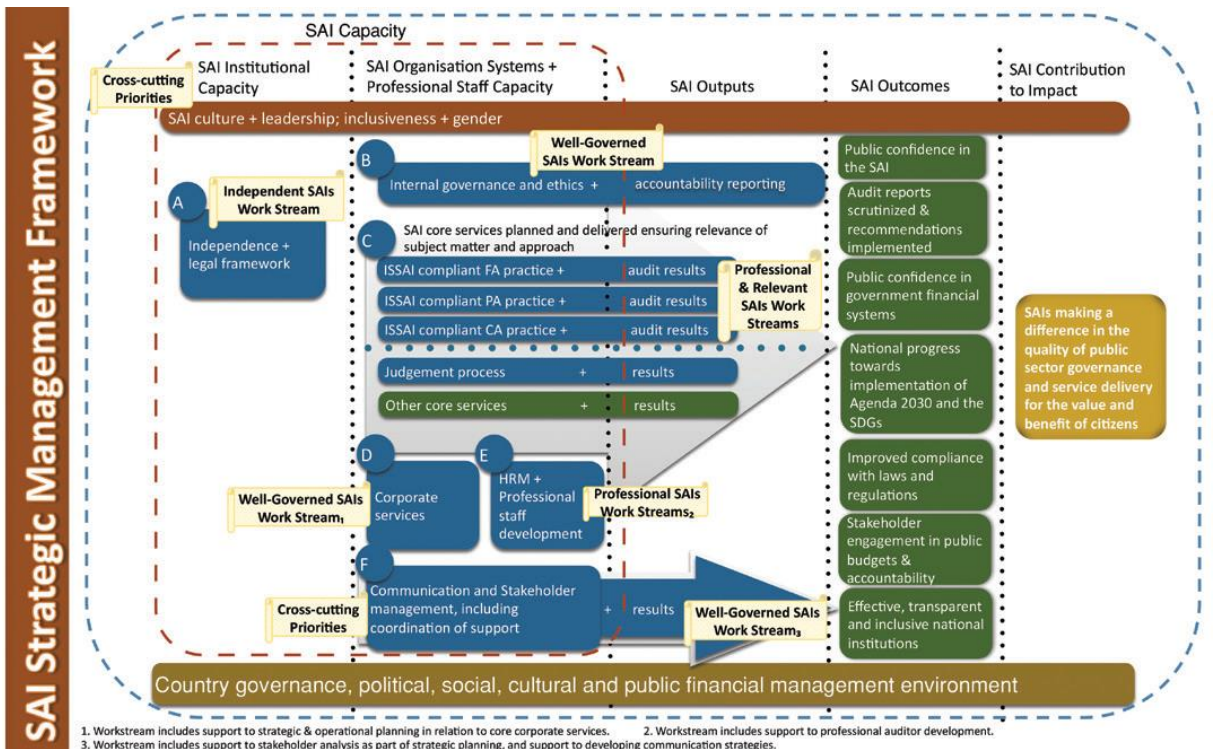 SAI Strategic Management Framework
SAI Capacity
Cross-cutting
Priorities
SAI Institutional
Capacity
SAI Organisation Systems +
Professional Staff Capacity
SAI Outputs
SAI Outcomes
SAI Contribution
to Impact
SAI culture + leadership; inclusiveness + gender
Well-Governed
SAIs Work Stream
B
Internal governance and ethics +
accountability reporting
Independent SAIs
Work Stream
A
Independence +
legal framework
C
SAI core services planned and delivered ensuring relevance of
subject matter and approach
ISSAI compliant FA practice +
audit results
ISSAI compliant PA practice +
audit results
ISSAI compliant CA practice +
audit results
Professional
& Relevant
SAIs Work
Streams
Judgement process +
results
Other core services +
results
D
Corporate
services
Well-Governed SAIs
Work Stream₁
E
HRM +
Professional
staff
development
Professional SAIs
Work Streams₂
F
Communication and Stakeholder
management, including
coordination of support
+ results
Cross-cutting
Priorities
Well-Governed SAIs
Work Stream₃
Public confidence in
the SAI
Audit reports
scrutinized &
recommendations
implemented
Public confidence in
government financial
systems
National progress
towards
implementation of
Agenda 2030 and the
SDGs
Improved compliance
with laws and
regulations
Stakeholder
engagement in public
budgets &
accountability
Effective, transparent
and inclusive national
institutions
SAIs making a
difference in the
quality of public
sector governance
and service delivery
for the value and
benefit of citizens
Country governance, political, social, cultural and public financial management environment
1. Workstream includes support to strategic & operational planning in relation to core corporate services.
2. Workstream includes support to professional auditor development.
3. Workstream includes support to stakeholder analysis as part of strategic planning, and support to developing communication strategies.